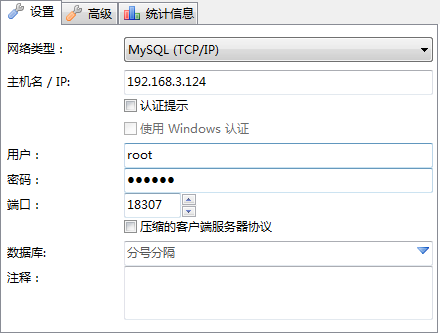 设置 高级 统计信息
网络类型： MySQL (TCP/IP)
主机名 / IP: 192.168.3.124
认证提示
使用 Windows 认证
用户： root
密码： ●●●●●●
端口： 18307
压缩的客户端服务器协议
数据库: 分号分隔
注释：